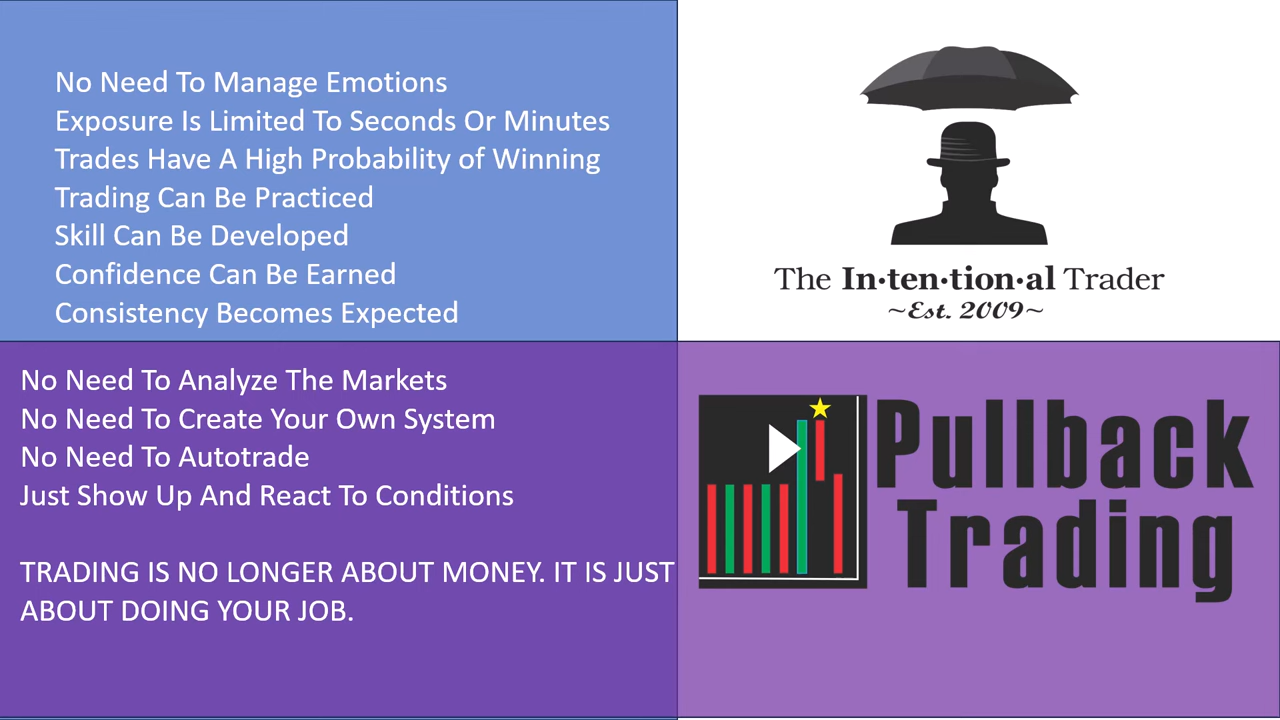 No Need To Manage Emotions
Exposure Is Limited To Seconds Or Minutes
Trades Have A High Probability of Winning
Trading Can Be Practiced
Skill Can Be Developed
Confidence Can Be Earned
Consistency Becomes Expected
The In·ten·tion·al Trader
~Est. 2009~
No Need To Analyze The Markets
No Need To Create Your Own System
No Need To Autotrade
Just Show Up And React To Conditions
TRADING IS NO LONGER ABOUT MONEY. IT IS JUST
ABOUT DOING YOUR JOB.
Pullback
Trading